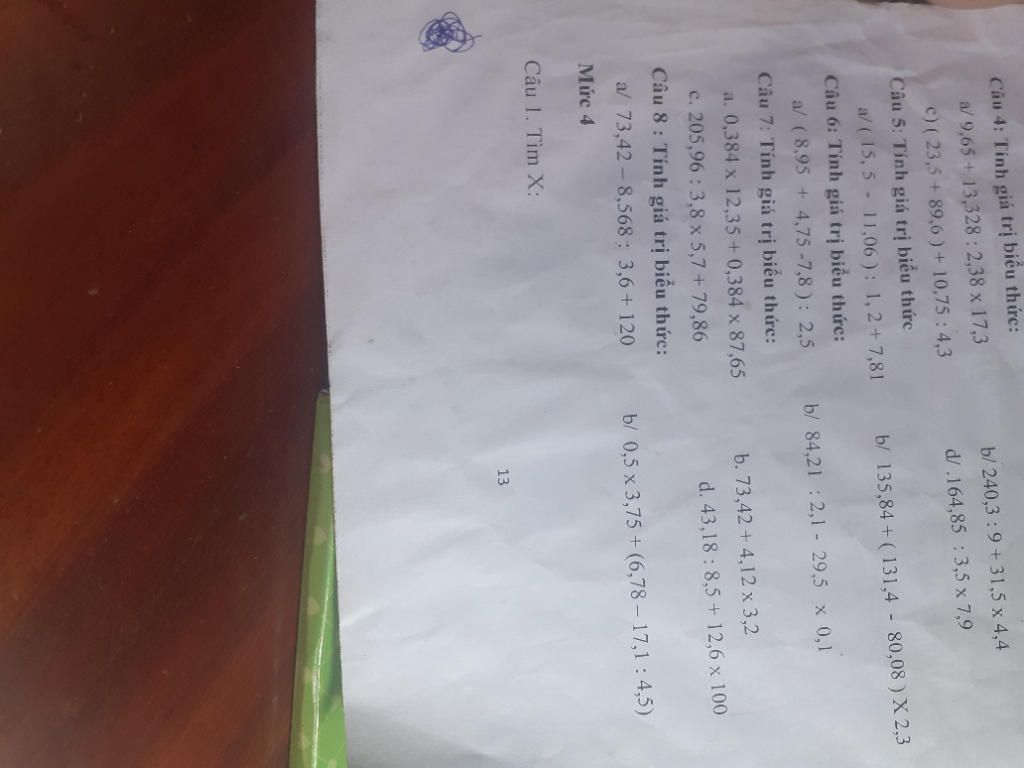 Câu 4: Tính giá trị biểu thức:
a/ 9,65 + 13,328 : 2,38 x 17,3 b/ 240,3 : 9 + 31,5 x 4,4
c) ( 23,5 + 89,6 ) + 10,75 : 4,3 d/ .164,85 : 3,5 x 7,9
Câu 5: Tính giá trị biểu thức
a/ ( 15, 5 - 11,06 ) : 1, 2 + 7,81 b/ 135,84 + ( 131,4 - 80,08 ) X 2,3
Câu 6: Tính giá trị biểu thức:
a/ ( 8,95 + 4,75 -7,8 ) : 2,5 b/ 84,21 : 2,1 - 29,5 x 0,1
Câu 7: Tính giá trị biểu thức:
a. 0,384 x 12,35 + 0,384 x 87,65 b. 73,42 + 4,12 x 3,2
c. 205,96 : 3,8 x 5,7 + 79,86 d. 43,18 : 8,5 + 12,6 x 100
Câu 8 : Tính giá trị biểu thức:
a/ 73,42 – 8,568 : 3,6 + 120 b/ 0,5 x 3,75 + (6,78 – 17,1 : 4,5)
Mức 4
Câu 1. Tìm X:
13